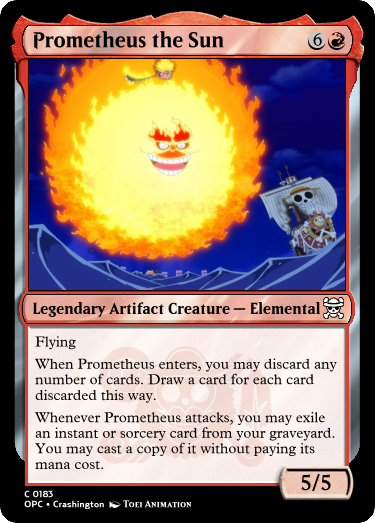 Prometheus the Sun 6
Legendary Artifact Creature — Elemental
Flying
When Prometheus enters, you may discard any
number of cards. Draw a card for each card
discarded this way.
Whenever Prometheus attacks, you may exile
an instant or sorcery card from your graveyard.
You may cast a copy of it without paying its
mana cost.
5/5
C 0183
OPC • Crashington TOEI ANIMATION